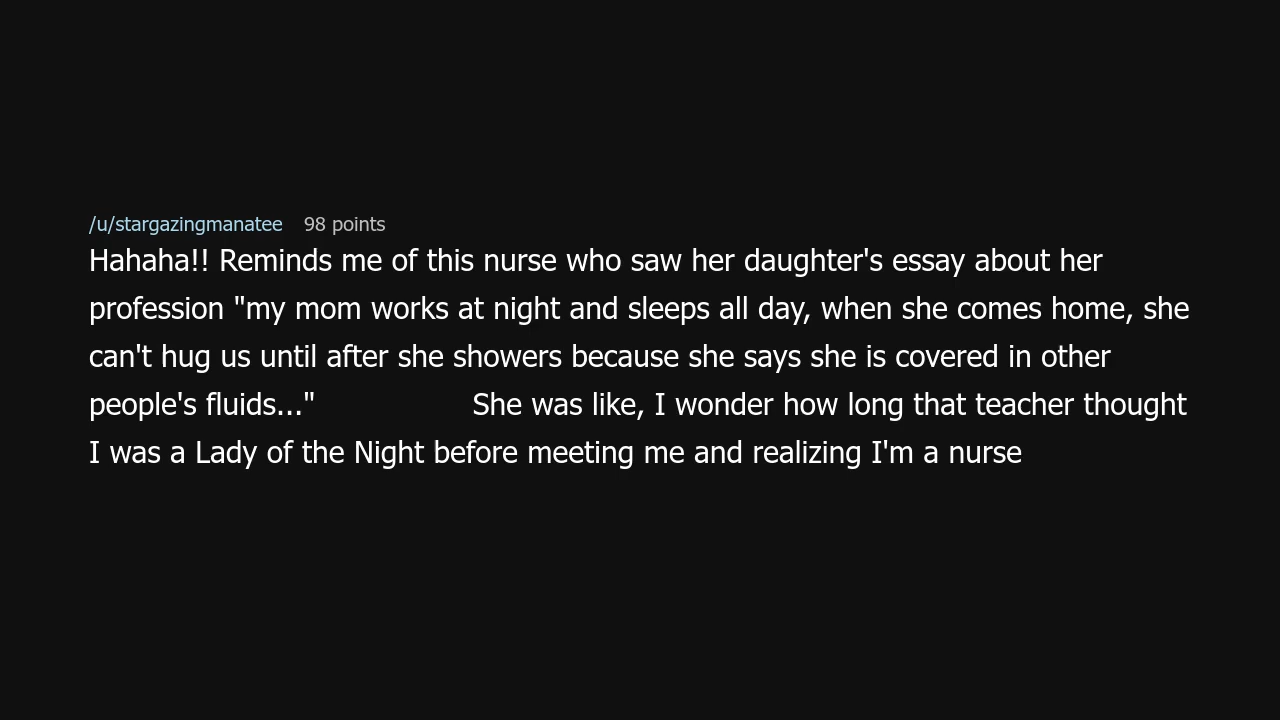 /u/stargazingmanatee 98 points
Hahaha!! Reminds me of this nurse who saw her daughter's essay about her
profession "my mom works at night and sleeps all day, when she comes home, she
can't hug us until after she showers because she says she is covered in other
people's fluids..." She was like, I wonder how long that teacher thought
I was a Lady of the Night before meeting me and realizing I'm a nurse